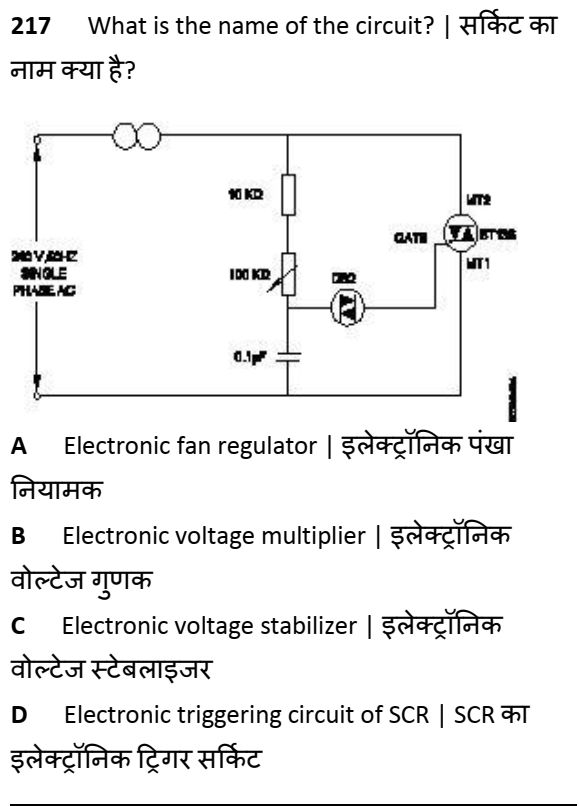 217 What is the name of the circuit? | सर्किट का
नाम क्या है?
10 KΩ
MT2
GATE
BT136
240 V,50HZ
SINGLE
PHASE AC
100 KΩ
DB2
MT1
0.1µF
A Electronic fan regulator | इलेक्ट्रॉनिक पंखा
नियामक
B Electronic voltage multiplier | इलेक्ट्रॉनिक
वोल्टेज गुणक
C Electronic voltage stabilizer | इलेक्ट्रॉनिक
वोल्टेज स्टेबलाइजर
D Electronic triggering circuit of SCR | SCR का
इलेक्ट्रॉनिक ट्रिगर सर्किट